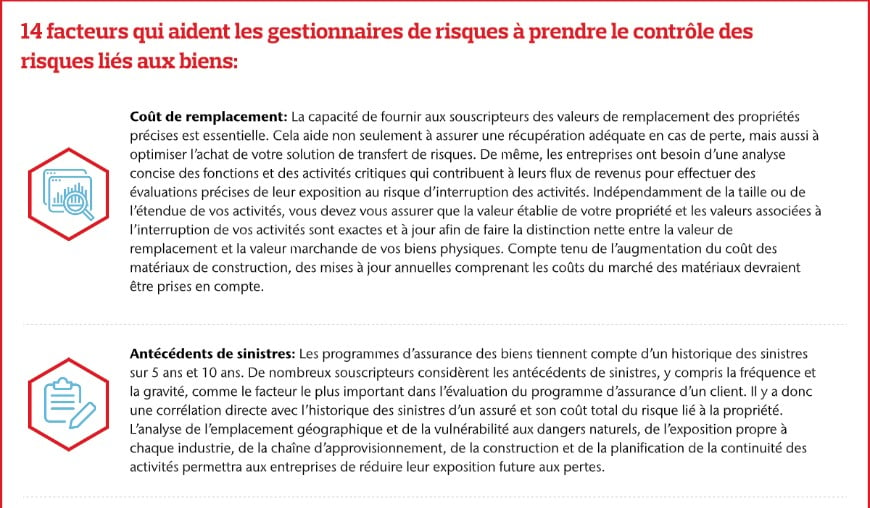 14 facteurs qui aident les gestionnaires de risques à prendre le contrôle des
risques liés aux biens:
Coût de remplacement: La capacité de fournir aux souscripteurs des valeurs de remplacement des propriétés
précises est essentielle. Cela aide non seulement à assurer une récupération adéquate en cas de perte, mais aussi à
optimiser l’achat de votre solution de transfert de risques. De même, les entreprises ont besoin d’une analyse
concise des fonctions et des activités critiques qui contribuent à leurs flux de revenus pour effectuer des
évaluations précises de leur exposition au risque d’interruption des activités. Indépendamment de la taille ou de
l’étendue de vos activités, vous devez vous assurer que la valeur établie de votre propriété et les valeurs associées à
l’interruption de vos activités sont exactes et à jour afin de faire la distinction nette entre la valeur de
remplacement et la valeur marchande de vos biens physiques. Compte tenu de l’augmentation du coût des
matériaux de construction, des mises à jour annuelles comprenant les coûts du marché des matériaux devraient
être prises en compte.
Antécédents de sinistres: Les programmes d’assurance des biens tiennent compte d’un historique des sinistres
sur 5 ans et 10 ans. De nombreux souscripteurs considèrent les antécédents de sinistres, y compris la fréquence et
la gravité, comme le facteur le plus important dans l’évaluation du programme d’assurance d’un client. Il y a donc
une corrélation directe avec l’historique des sinistres d’un assuré et son coût total du risque lié à la propriété.
L’analyse de l’emplacement géographique et de la vulnérabilité aux dangers naturels, de l’exposition propre à
chaque industrie, de la chaîne d’approvisionnement, de la construction et de la planification de la continuité des
activités permettra aux entreprises de réduire leur exposition future aux pertes.